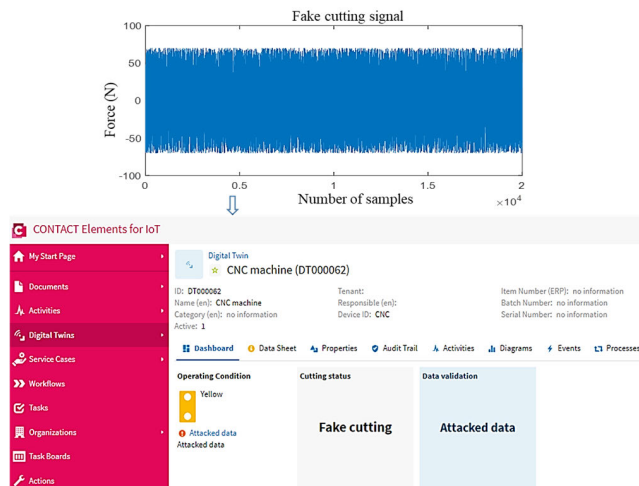 Fake cutting signal
100
50
0
-50
-100
Force (N)
0
0.5
1
1.5
2
Number of samples
×10⁴
CONTACT Elements for IoT
My Start Page
Documents
Activities
Digital Twins
Service Cases
Workflows
Tasks
Organizations
Task Boards
Actions
Digital Twin
CNC machine (DT000062)
ID: DT000062 Tenant: Item Number (ERP): no information
Name (en): CNC machine Responsible (en): Batch Number: no information
Category (en): no information Device ID: CNC Serial Number: no information
Active: 1
Dashboard Data Sheet Properties Audit Trail Activities Diagrams Events Processes
Operating Condition
Yellow
Attacked data
Attacked data
Cutting status
Fake cutting
Data validation
Attacked data